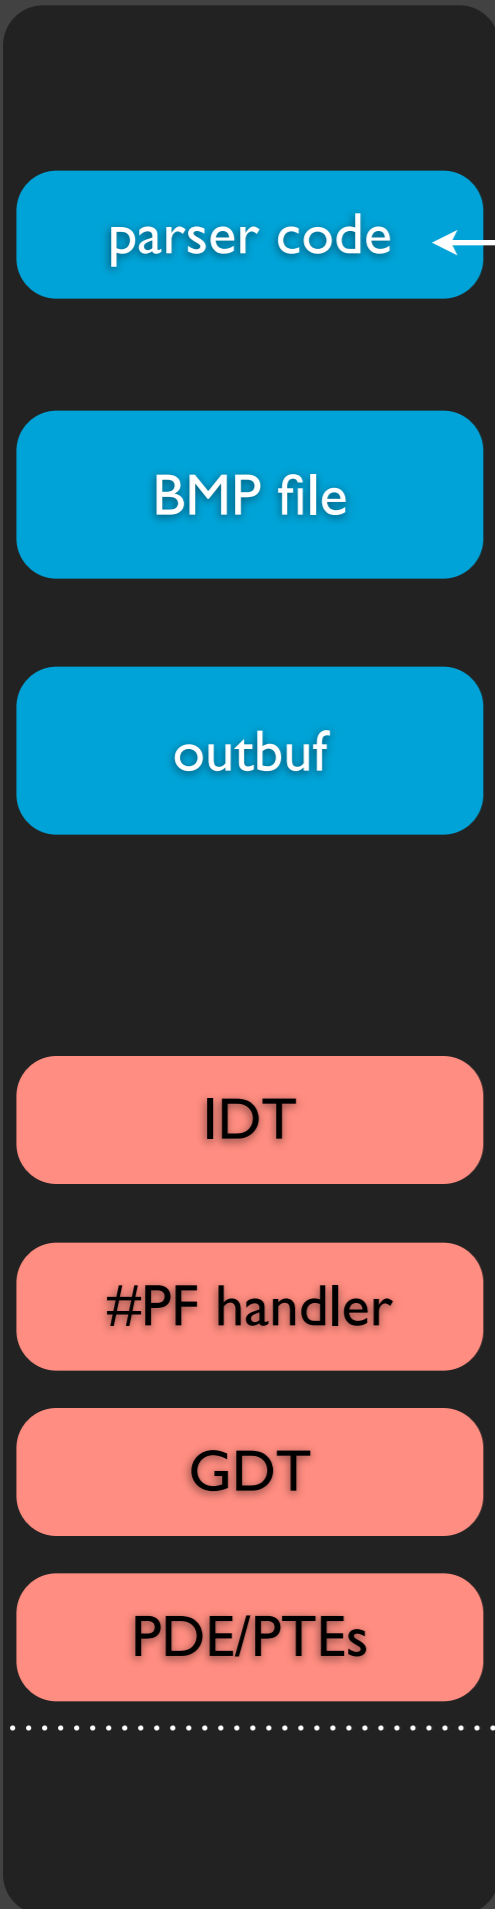 parser code
BMP file
outbuf
IDT
#PF handler
GDT
PDE/PTEs